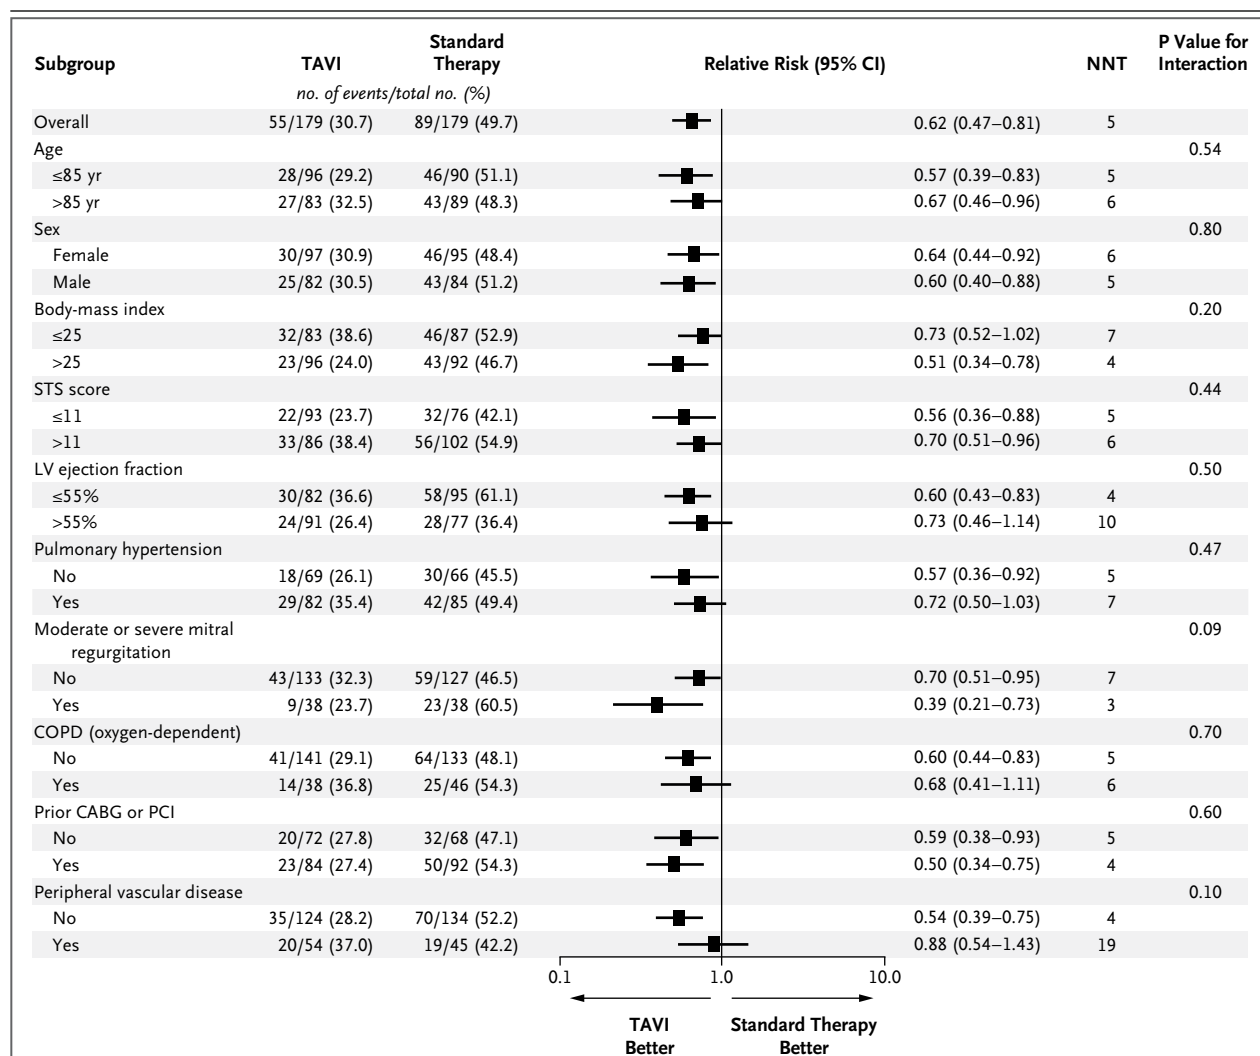 Subgroup TAVI Standard Therapy Relative Risk (95% CI) NNT P Value for Interaction
no. of events/total no. (%)
Overall 55/179 (30.7) 89/179 (49.7) 0.62 (0.47–0.81) 5
Age 0.54
≤85 yr 28/96 (29.2) 46/90 (51.1) 0.57 (0.39–0.83) 5
>85 yr 27/83 (32.5) 43/89 (48.3) 0.67 (0.46–0.96) 6
Sex 0.80
Female 30/97 (30.9) 46/95 (48.4) 0.64 (0.44–0.92) 6
Male 25/82 (30.5) 43/84 (51.2) 0.60 (0.40–0.88) 5
Body-mass index 0.20
≤25 32/83 (38.6) 46/87 (52.9) 0.73 (0.52–1.02) 7
>25 23/96 (24.0) 43/92 (46.7) 0.51 (0.34–0.78) 4
STS score 0.44
≤11 22/93 (23.7) 32/76 (42.1) 0.56 (0.36–0.88) 5
>11 33/86 (38.4) 56/102 (54.9) 0.70 (0.51–0.96) 6
LV ejection fraction 0.50
≤55% 30/82 (36.6) 58/95 (61.1) 0.60 (0.43–0.83) 4
>55% 24/91 (26.4) 28/77 (36.4) 0.73 (0.46–1.14) 10
Pulmonary hypertension 0.47
No 18/69 (26.1) 30/66 (45.5) 0.57 (0.36–0.92) 5
Yes 29/82 (35.4) 42/85 (49.4) 0.72 (0.50–1.03) 7
Moderate or severe mitral 0.09
regurgitation
No 43/133 (32.3) 59/127 (46.5) 0.70 (0.51–0.95) 7
Yes 9/38 (23.7) 23/38 (60.5) 0.39 (0.21–0.73) 3
COPD (oxygen-dependent) 0.70
No 41/141 (29.1) 64/133 (48.1) 0.60 (0.44–0.83) 5
Yes 14/38 (36.8) 25/46 (54.3) 0.68 (0.41–1.11) 6
Prior CABG or PCI 0.60
No 20/72 (27.8) 32/68 (47.1) 0.59 (0.38–0.93) 5
Yes 23/84 (27.4) 50/92 (54.3) 0.50 (0.34–0.75) 4
Peripheral vascular disease 0.10
No 35/124 (28.2) 70/134 (52.2) 0.54 (0.39–0.75) 4
Yes 20/54 (37.0) 19/45 (42.2) 0.88 (0.54–1.43) 19
0.1 1.0 10.0
TAVI Standard Therapy
Better Better